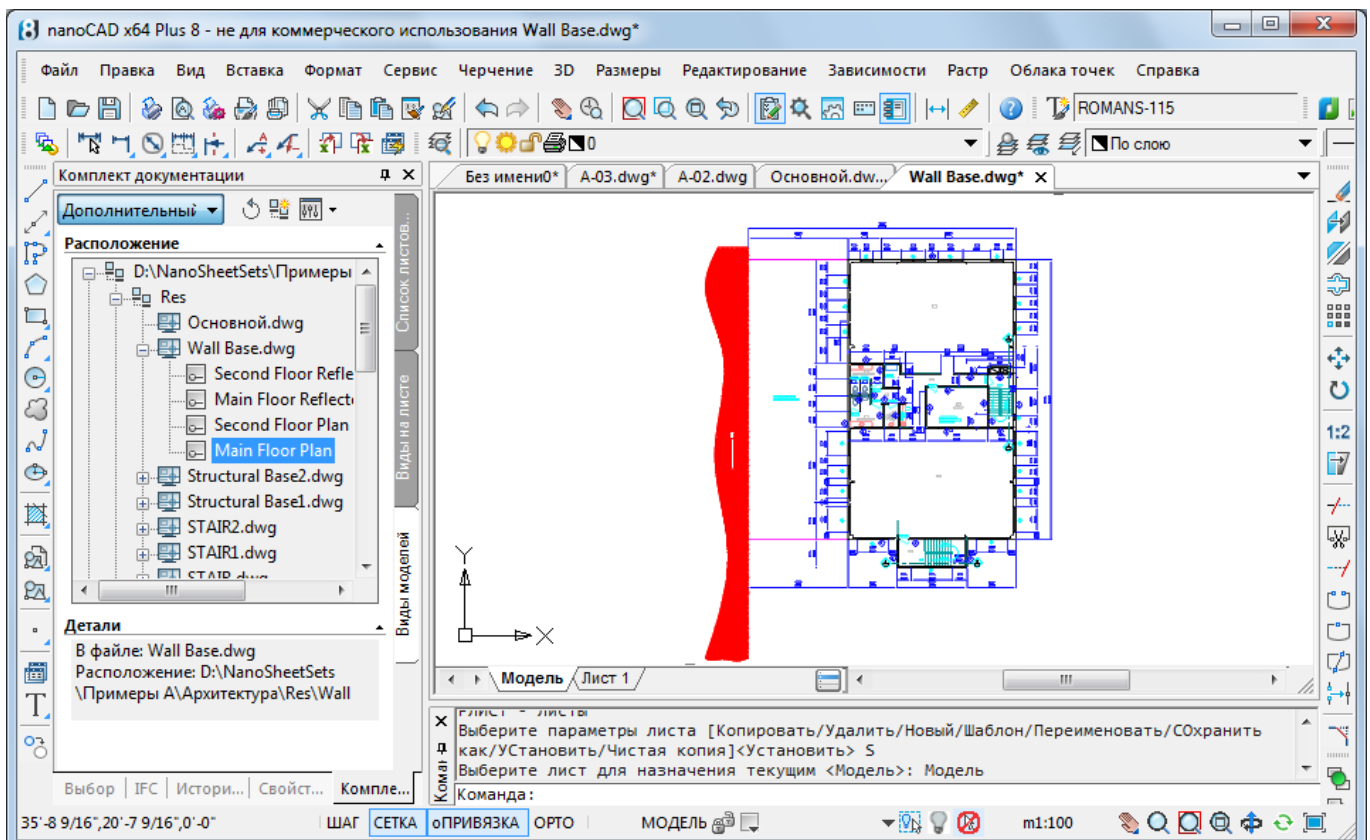 nanoCAD x64 Plus 8 - не для коммерческого использования Wall Base.dwg*
Файл Правка Вид Вставка Формат Сервис Черчение 3D Размеры Редактирование Зависимости Растр Облака точек Справка
ROMANS-115
0 По слою
Комплект документации
Без имени0* A-03.dwg* A-02.dwg Основной.dw... Wall Base.dwg*
Дополнительный
Расположение
D:\NanoSheetSets\Примеры
Res
Основной.dwg
Wall Base.dwg
Second Floor Refle
Main Floor Reflect
Second Floor Plan
Main Floor Plan
Structural Base2.dwg
Structural Base1.dwg
STAIR2.dwg
STAIR1.dwg
STAIR.dwg
Список листов...
Виды на листе
Виды моделей
1:2
Y
X
Детали
В файле: Wall Base.dwg
Расположение: D:\NanoSheetSets
\Примеры А\Архитектура\Res\Wall
Модель Лист 1
РЛИСТ - ЛИСТЫ
Выберите параметры листа [Копировать/Удалить/Новый/Шаблон/Переименовать/СОхранить
как/УСтановить/Чистая копия]<Установить> S
Выберите лист для назначения текущим <Модель>: Модель
Команда:
Коман
Выбор IFC Истори... Свойст... Компле...
35'-8 9/16",20'-7 9/16",0'-0" ШАГ СЕТКА оПРИВЯЗКА ОРТО МОДЕЛЬ m1:100